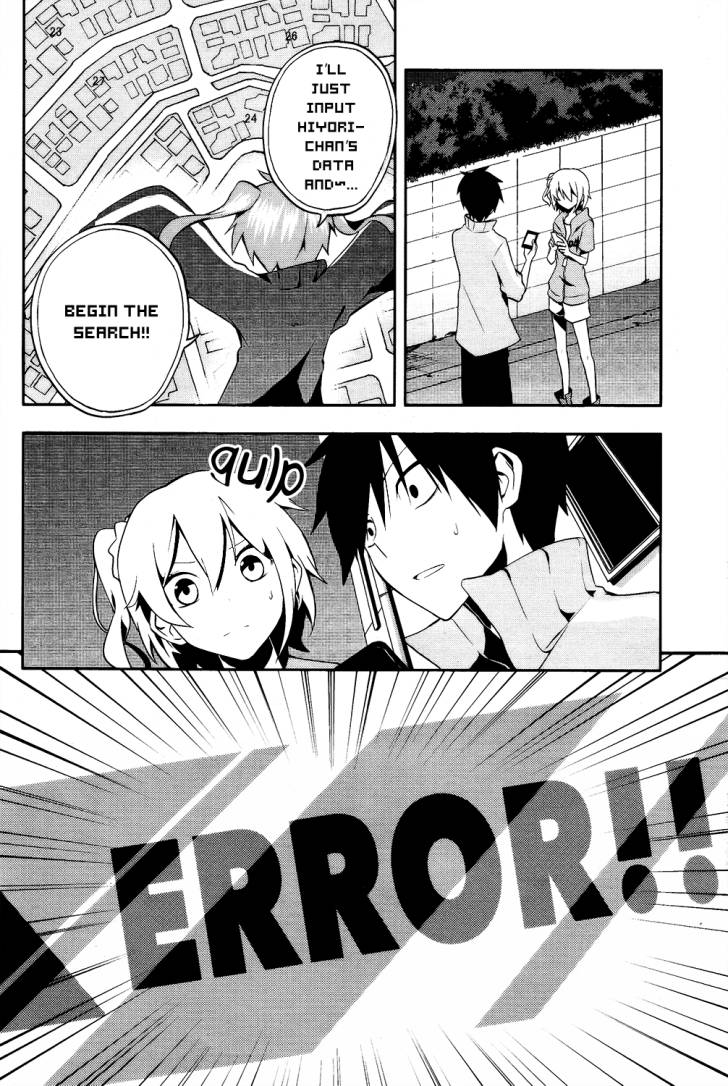 23
26
27
24
I'LL
JUST
INPUT
HIYORI-
CHAN'S
DATA
AND~...
BEGIN THE
SEARCH!!
gulp
ERROR!!